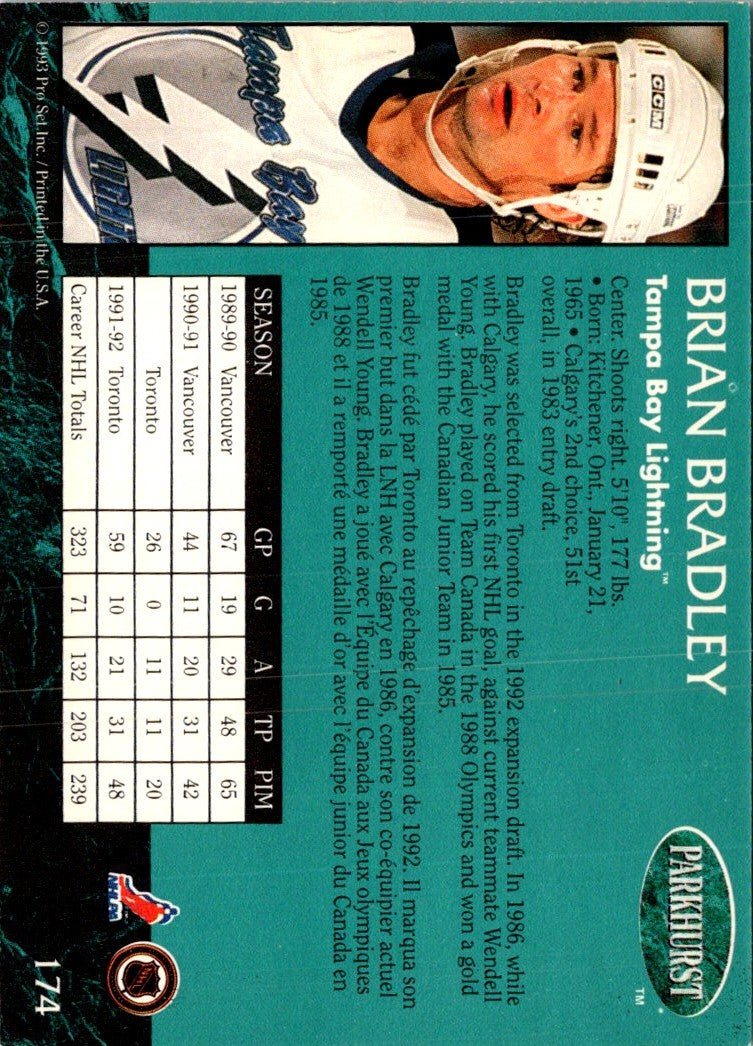 BRIAN BRADLEY
Tampa Bay Lightning™
Center. Shoots right. 5'10", 177 lbs.
• Born: Kitchener, Ont., January 21,
1965 • Calgary's 2nd choice, 51st
overall, in 1983 entry draft.
PARKHURST
TM
CCM
Tampa Bay
LIGHTN
Bradley was selected from Toronto in the 1992 expansion draft. In 1986, while
with Calgary, he scored his first NHL goal, against current teammate Wendell
Young. Bradley played on Team Canada in the 1988 Olympics and won a gold
medal with the Canadian Junior Team in 1985.
Bradley fut cédé par Toronto au repêchage d'expansion de 1992. Il marqua son
premier but dans la LNH avec Calgary en 1986, contre son co-équipier actuel
Wendell Young. Bradley a joué avec l'Équipe du Canada aux Jeux olympiques
de 1988 et il a remporté une médaille d'or avec l'équipe junior du Canada en
1985.
SEASON GP G A TP PIM
1989-90 Vancouver 67 19 29 48 65
1990-91 Vancouver 44 11 20 31 42
Toronto 26 0 11 11 20
1991-92 Toronto 59 10 21 31 48
Career NHL Totals 323 71 132 203 239
NHLPA
NHL
174
© 1993 Pro Set, Inc. / Printed in the U.S.A.